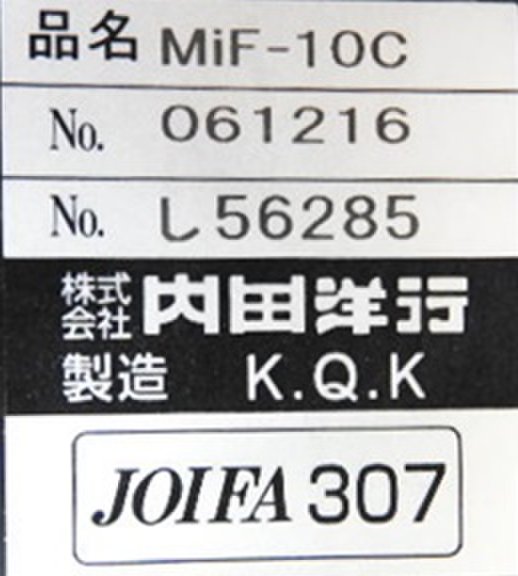 品名 MiF-10C
No. 061216
No. し56285
株式会社 内田洋行
製造 K.Q.K
JOIFA 307